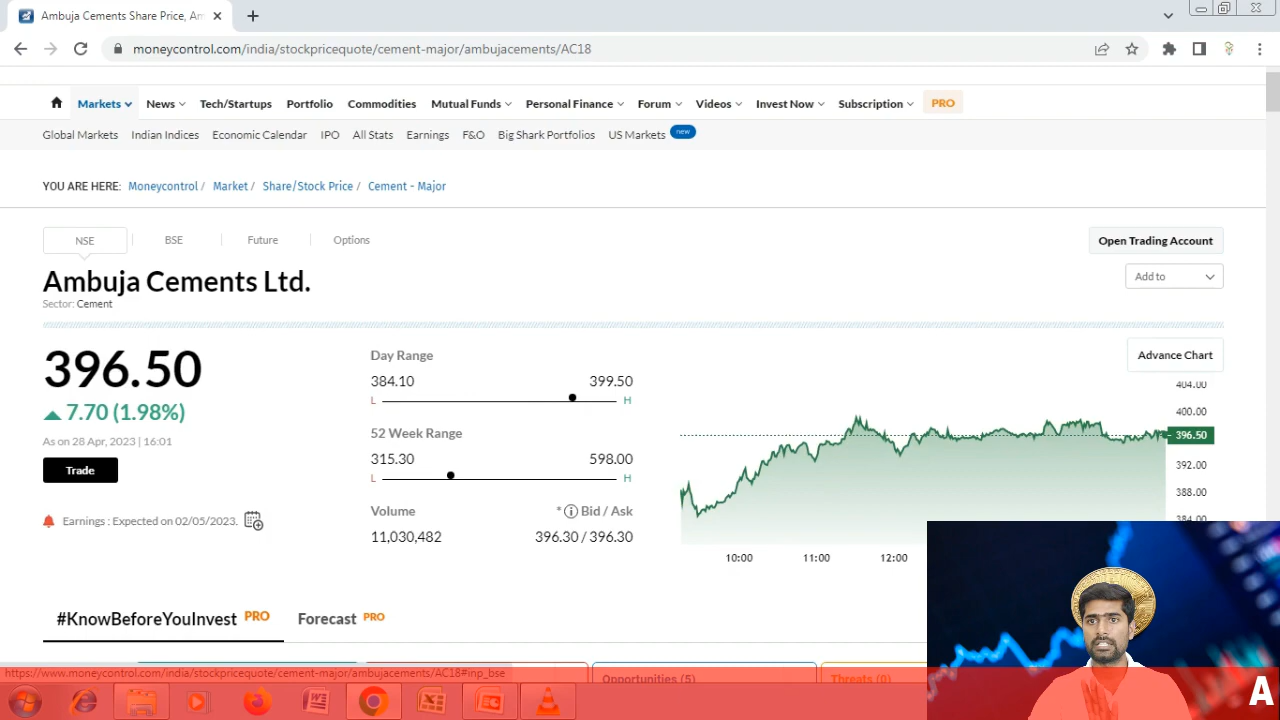 Ambuja Cements Share Price, Am
moneycontrol.com/india/stockpricequote/cement-major/ambujacements/AC18
Markets News Tech/Startups Portfolio Commodities Mutual Funds Personal Finance Forum Videos Invest Now Subscription PRO
Global Markets Indian Indices Economic Calendar IPO All Stats Earnings F&O Big Shark Portfolios US Markets new
YOU ARE HERE: Moneycontrol / Market / Share/Stock Price / Cement - Major
NSE BSE Future Options
Open Trading Account
Ambuja Cements Ltd.
Add to
Sector: Cement
396.50
7.70 (1.98%)
As on 28 Apr, 2023 | 16:01
Trade
Earnings : Expected on 02/05/2023.
Day Range
384.10 399.50
L H
52 Week Range
315.30 598.00
L H
Volume * Bid / Ask
11,030,482 396.30 / 396.30
Advance Chart
404.00
400.00
396.50
392.00
388.00
384.00
10:00 11:00 12:00
#KnowBeforeYouInvest PRO Forecast PRO
https://www.moneycontrol.com/india/stockpricequote/cement-major/ambujacements/AC18#inp_bse
Opportunities (5) Threats (0)
A